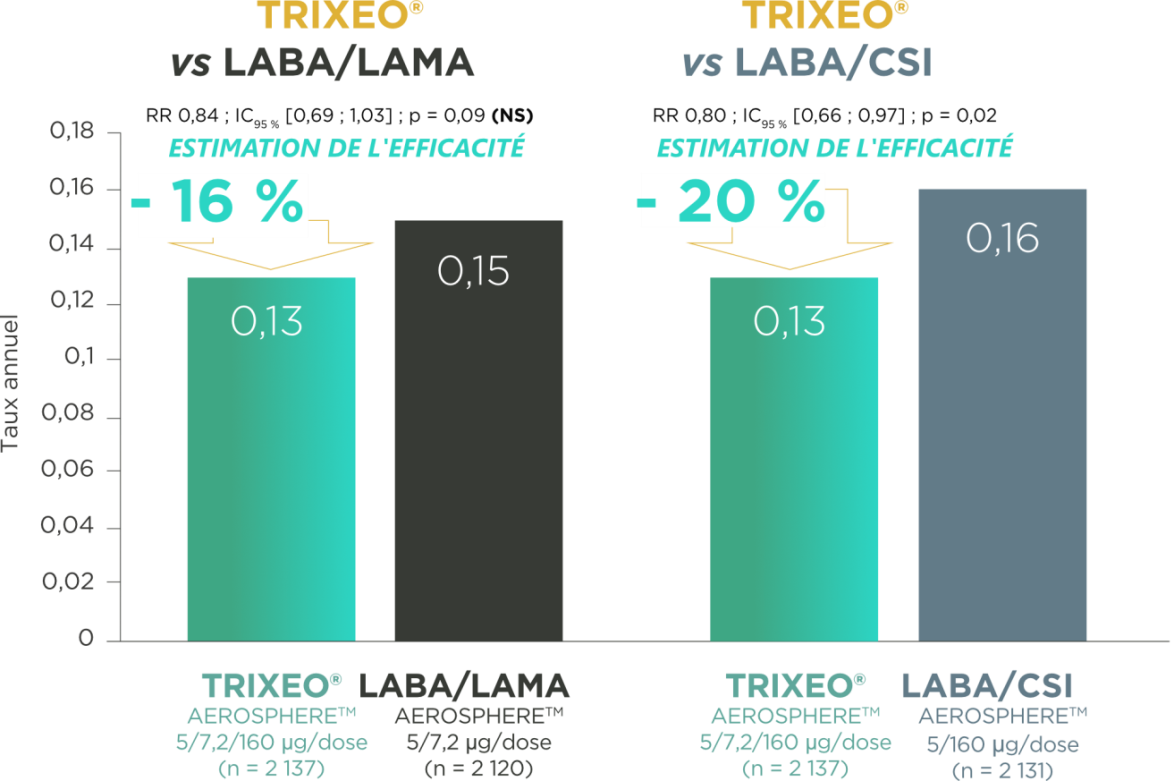 TRIXEO®
vs LABA/LAMA
RR 0,84 ; IC95 % [0,69 ; 1,03] ; p = 0,09 (NS)
ESTIMATION DE L'EFFICACITÉ
- 16 %
TRIXEO®
vs LABA/CSI
RR 0,80 ; IC95 % [0,66 ; 0,97] ; p = 0,02
ESTIMATION DE L'EFFICACITÉ
- 20 %
Taux annuel
0,18
0,16
0,14
0,12
0,1
0,08
0,06
0,04
0,02
0
0,13
0,15
0,13
0,16
TRIXEO®
AEROSPHERE™
5/7,2/160 µg/dose
(n = 2 137)
LABA/LAMA
AEROSPHERE™
5/7,2 µg/dose
(n = 2 120)
TRIXEO®
AEROSPHERE™
5/7,2/160 µg/dose
(n = 2 137)
LABA/CSI
AEROSPHERE™
5/160 µg/dose
(n = 2 131)